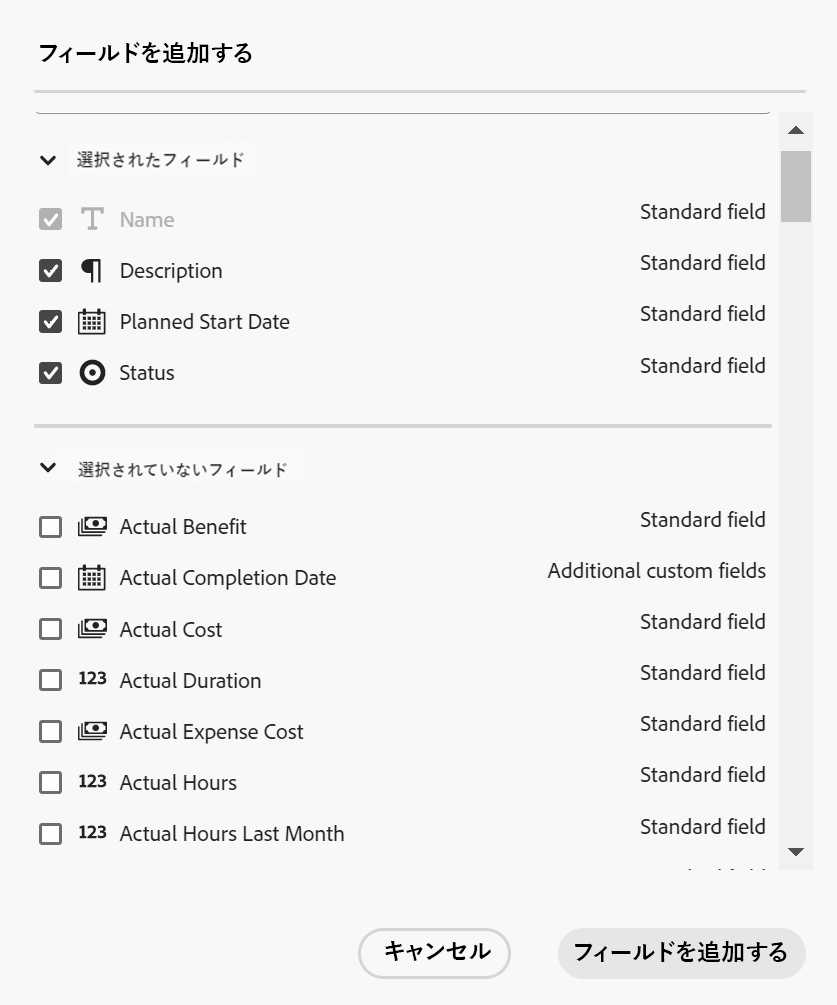 フィールドを追加する
選択されたフィールド
Name Standard field
Description Standard field
Planned Start Date Standard field
Status Standard field
選択されていないフィールド
Actual Benefit Standard field
Actual Completion Date Additional custom fields
Actual Cost Standard field
123 Actual Duration Standard field
Actual Expense Cost Standard field
123 Actual Hours Standard field
123 Actual Hours Last Month Standard field
キャンセル フィールドを追加する